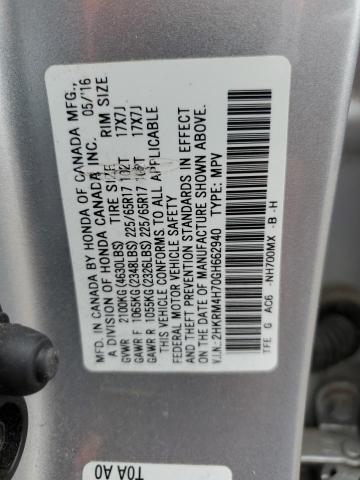 MFD. IN CANADA BY HONDA OF CANADA MFG.,
A DIVISION OF HONDA CANADA INC. 05/'16
TIRE SIZE RIM SIZE
GVWR 2100KG(4630LBS)
GAWR F 1065KG(2348LBS) 225/65R17 102T 17X7J
GAWR R 1055KG(2326LBS) 225/65R17 102T 17X7J
THIS VEHICLE CONFORMS TO ALL APPLICABLE
FEDERAL MOTOR VEHICLE SAFETY
AND THEFT PREVENTION STANDARDS IN EFFECT
ON THE DATE OF MANUFACTURE SHOWN ABOVE.
V.I.N.:2HKRM4H70GH662940 TYPE: MPV
TFE G AC6 -NH700MX -B -H
TOA A0